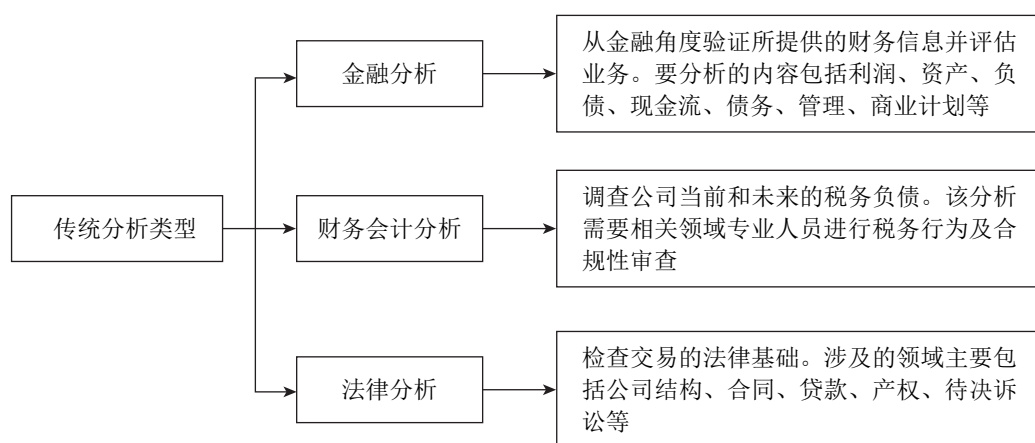 传统分析类型
金融分析
从金融角度验证所提供的财务信息并评估
业务。要分析的内容包括利润、资产、负
债、现金流、债务、管理、商业计划等
财务会计分析
调查公司当前和未来的税务负债。该分析
需要相关领域专业人员进行税务行为及合
规性审查
法律分析
检查交易的法律基础。涉及的领域主要包
括公司结构、合同、贷款、产权、待决诉
讼等